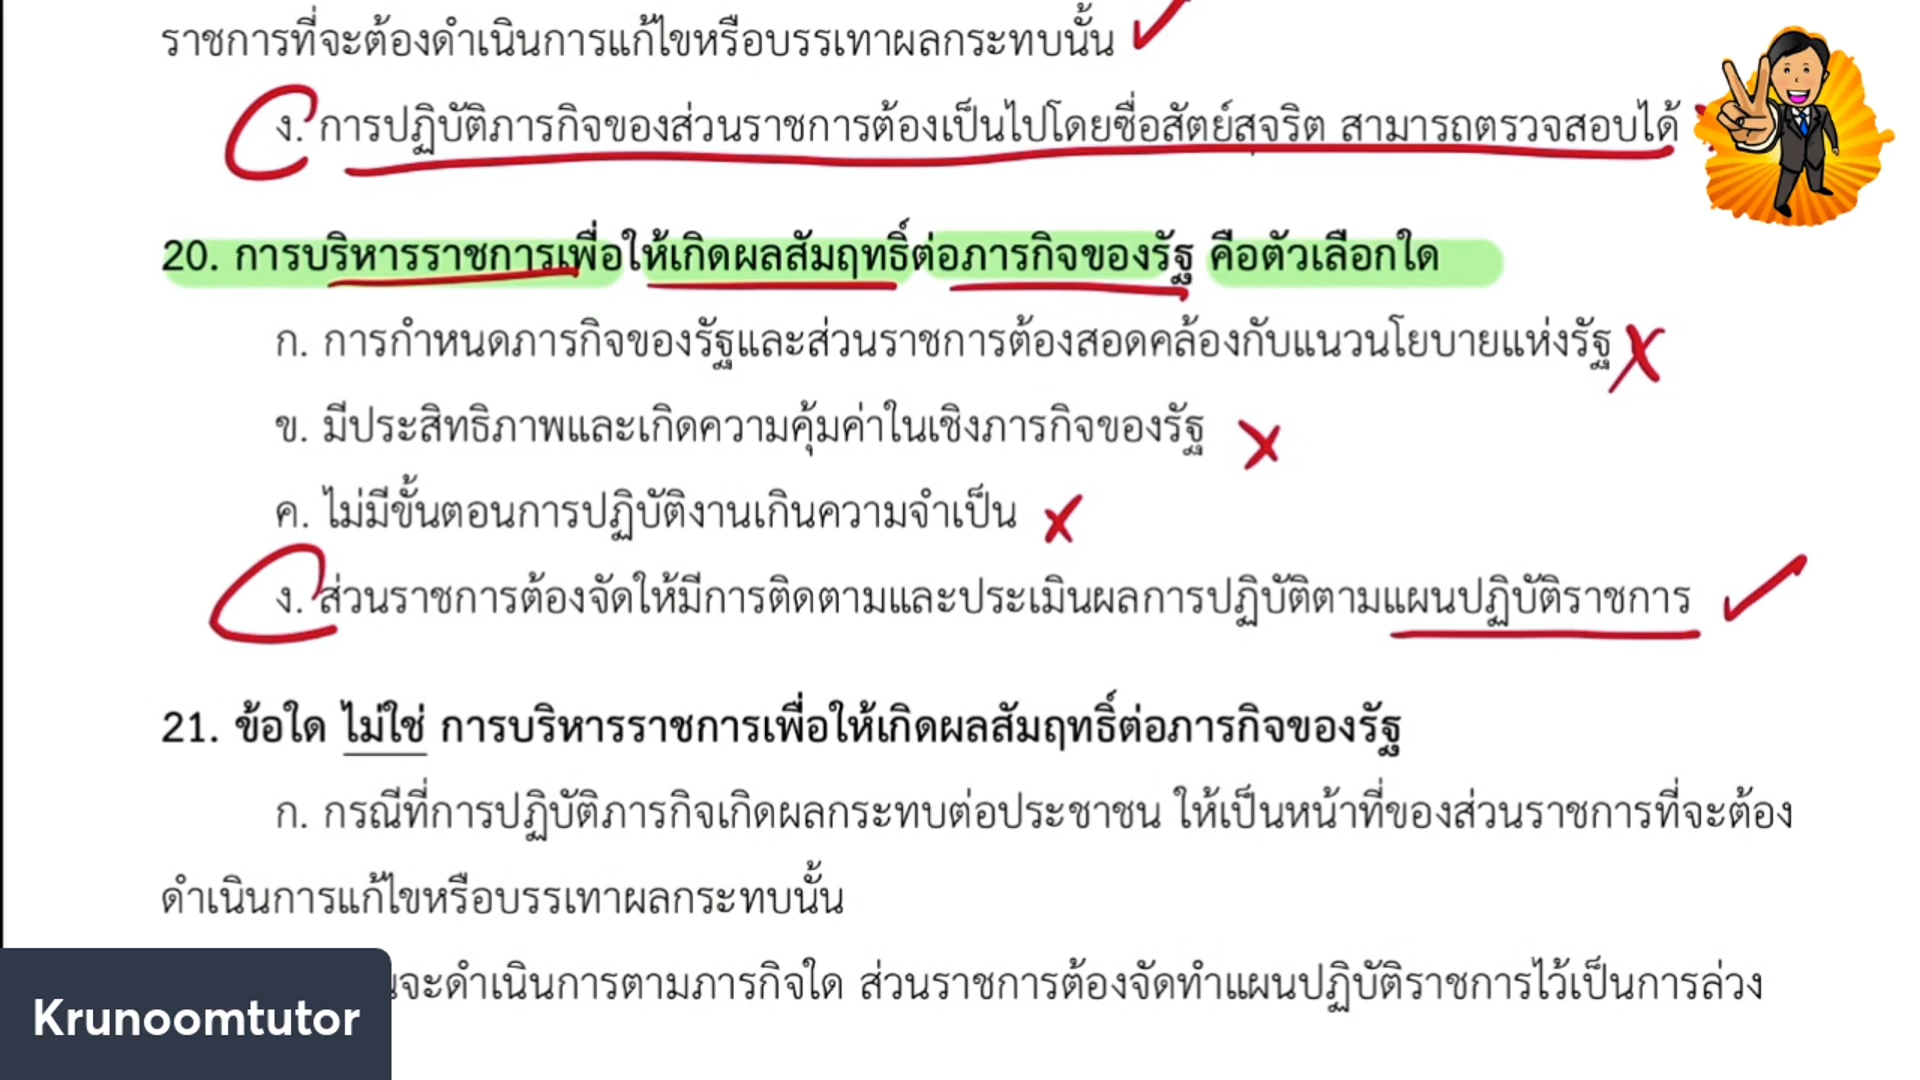 ราชการที่จะต้องดำเนินการแก้ไขหรือบรรเทาผลกระทบนั้น
ง. การปฏิบัติภารกิจของส่วนราชการต้องเป็นไปโดยซื่อสัตย์สุจริต สามารถตรวจสอบได้
20. การบริหารราชการเพื่อให้เกิดผลสัมฤทธิ์ต่อภารกิจของรัฐ คือตัวเลือกใด
ก. การกำหนดภารกิจของรัฐและส่วนราชการต้องสอดคล้องกับแนวนโยบายแห่งรัฐ
ข. มีประสิทธิภาพและเกิดความคุ้มค่าในเชิงภารกิจของรัฐ
ค. ไม่มีขั้นตอนการปฏิบัติงานเกินความจำเป็น
ง. ส่วนราชการต้องจัดให้มีการติดตามและประเมินผลการปฏิบัติตามแผนปฏิบัติราชการ
21. ข้อใด ไม่ใช่ การบริหารราชการเพื่อให้เกิดผลสัมฤทธิ์ต่อภารกิจของรัฐ
ก. กรณีที่การปฏิบัติภารกิจเกิดผลกระทบต่อประชาชน ให้เป็นหน้าที่ของส่วนราชการที่จะต้อง
ดำเนินการแก้ไขหรือบรรเทาผลกระทบนั้น
จะดำเนินการตามภารกิจใด ส่วนราชการต้องจัดทำแผนปฏิบัติราชการไว้เป็นการล่วง
Krunoomtutor